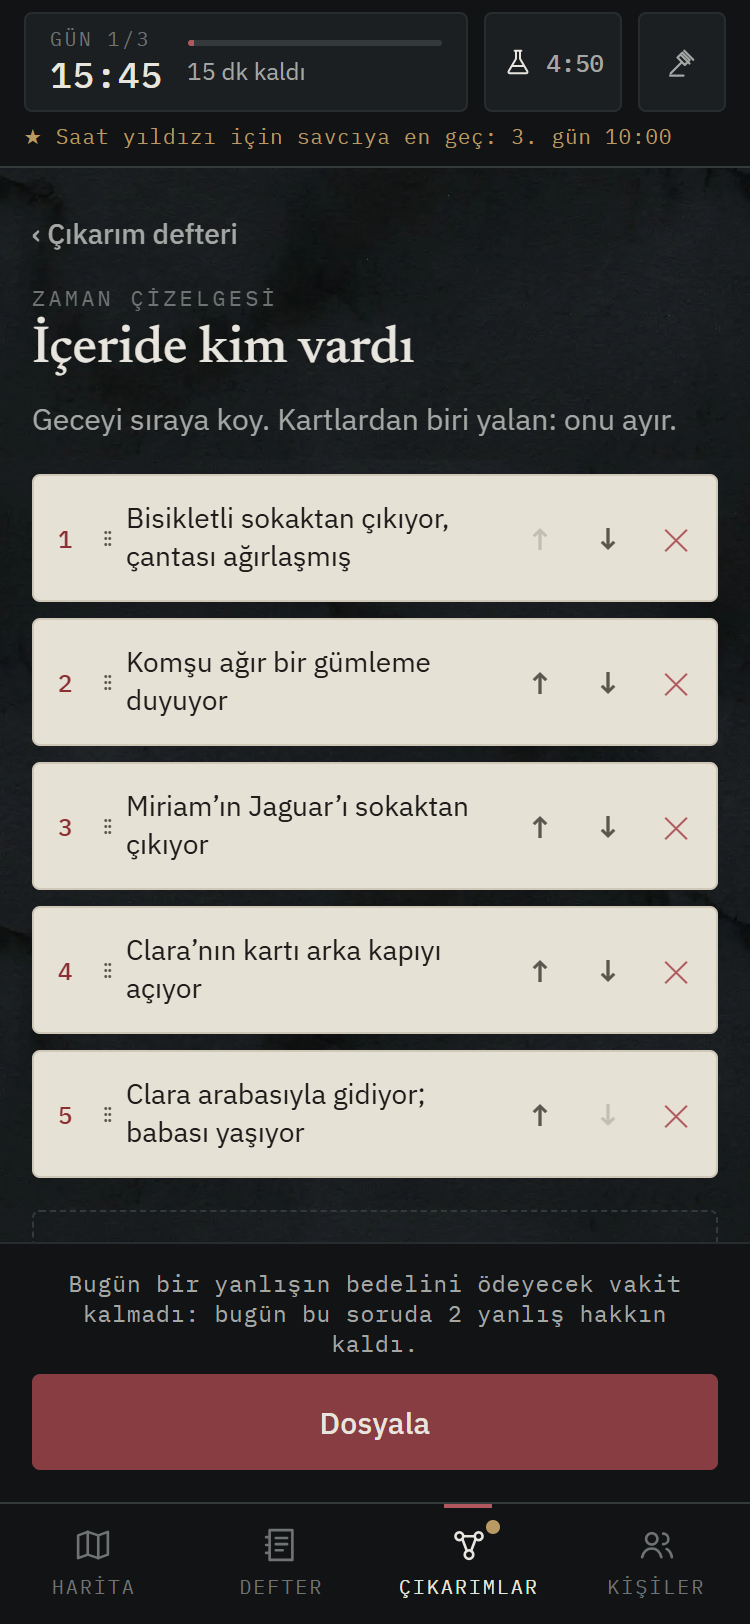 GÜN 1/3
15:45
15 dk kaldı
4:50
★ Saat yıldızı için savcıya en geç: 3. gün 10:00
‹ Çıkarım defteri
ZAMAN ÇİZELGESİ
İçeride kim vardı
Geceyi sıraya koy. Kartlardan biri yalan: onu ayır.
1
Bisikletli sokaktan çıkıyor,
çantası ağırlaşmış
2
Komşu ağır bir gümleme
duyuyor
3
Miriam’ın Jaguar’ı sokaktan
çıkıyor
4
Clara’nın kartı arka kapıyı
açıyor
5
Clara arabasıyla gidiyor;
babası yaşıyor
Bugün bir yanlışın bedelini ödeyecek vakit
kalmadı: bugün bu soruda 2 yanlış hakkın
kaldı.
Dosyala
HARİTA
DEFTER
ÇIKARIMLAR
KİŞİLER